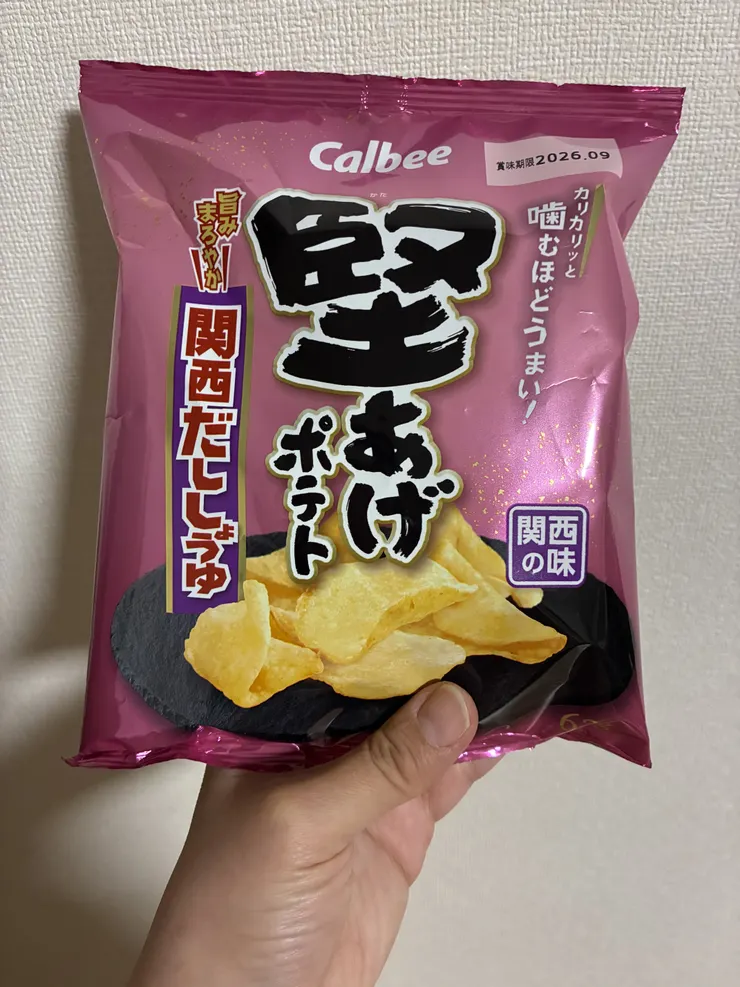 Calbee
賞味期限2026.09
かた
堅あげ
ポテト
カリカリッと
噛むほどうまい!
旨み
まろやか
関西だししょうゆ
関西
の味